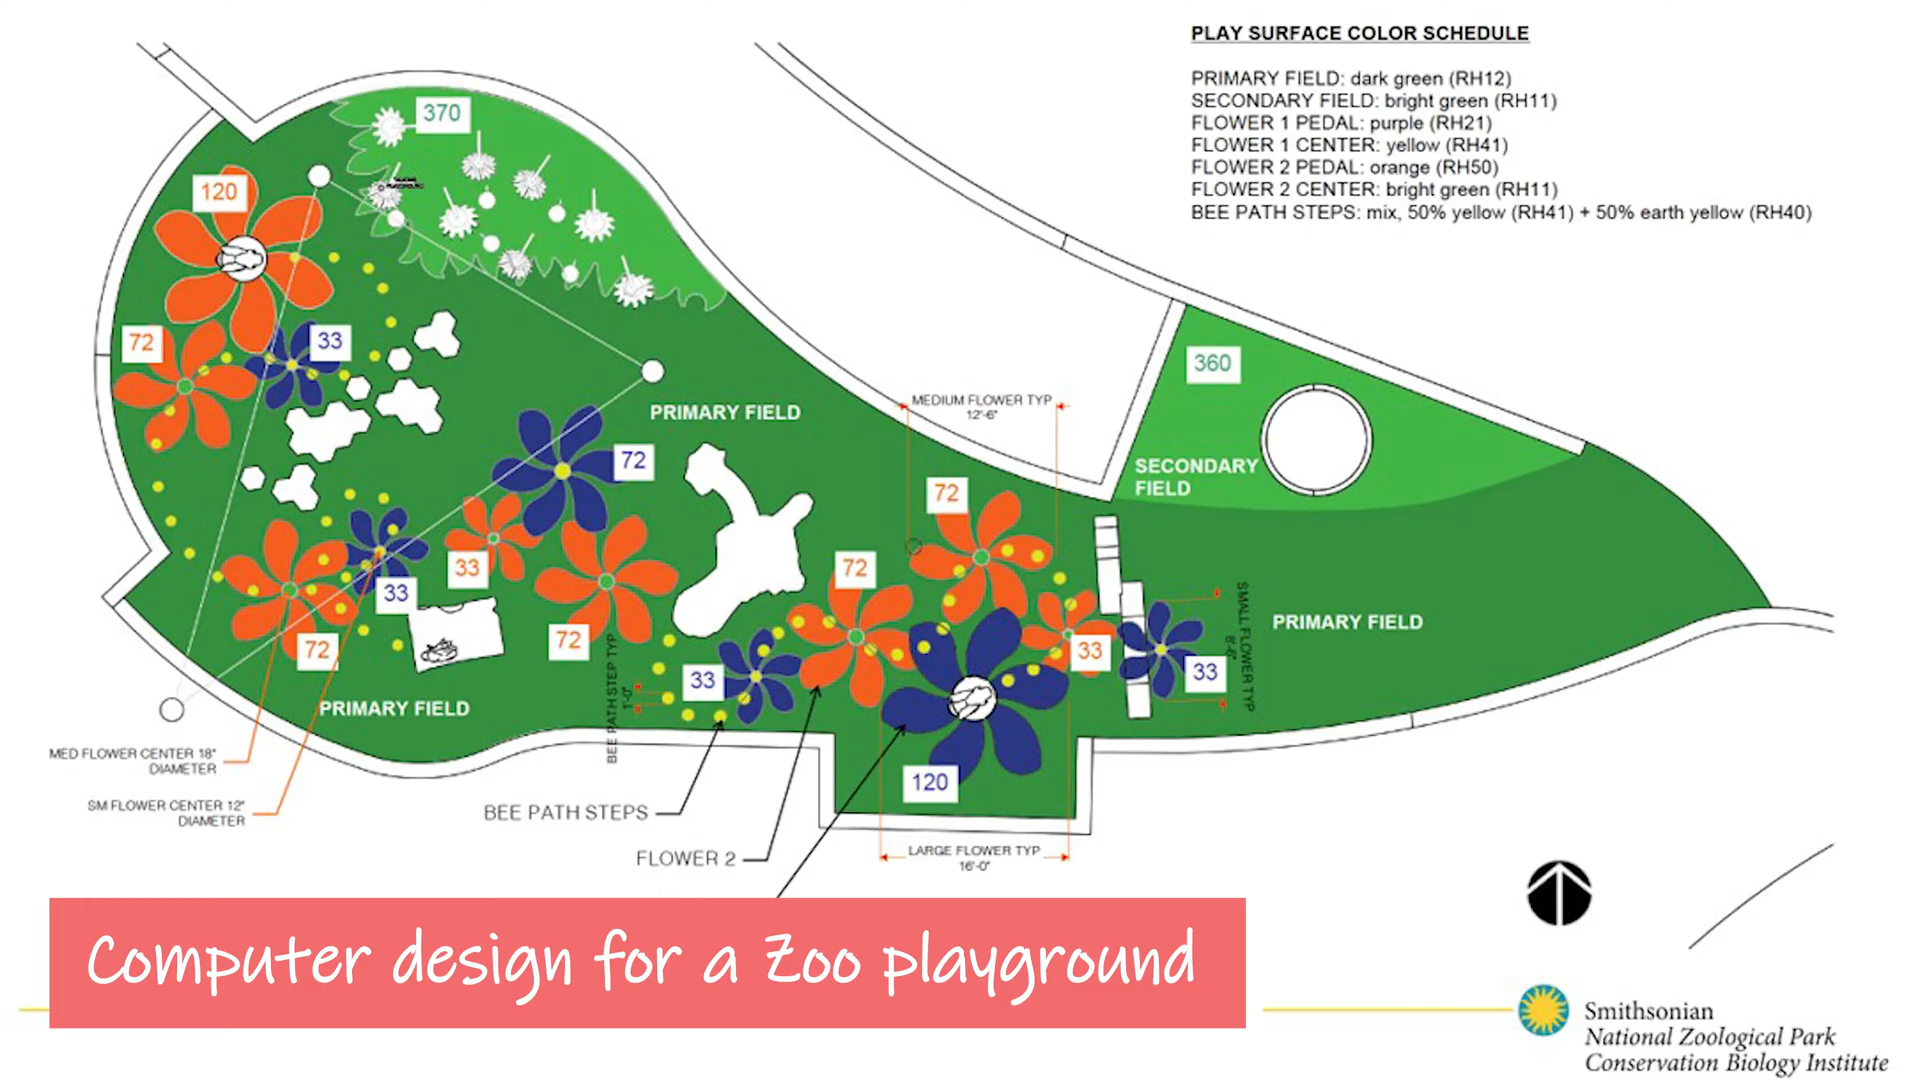 PLAY SURFACE COLOR SCHEDULE
PRIMARY FIELD: dark green (RH12)
SECONDARY FIELD: bright green (RH11)
FLOWER 1 PEDAL: purple (RH21)
FLOWER 1 CENTER: yellow (RH41)
FLOWER 2 PEDAL: orange (RH50)
FLOWER 2 CENTER: bright green (RH11)
BEE PATH STEPS: mix, 50% yellow (RH41) + 50% earth yellow (RH40)
370
120
72
33
360
MEDIUM FLOWER TYP
12'-6"
PRIMARY FIELD
72
SECONDARY
FIELD
72
33
72
33
72
72
33
33
33
PRIMARY FIELD
SMALL FLOWER TYP
PRIMARY FIELD
BEE PATH STEP TYP
1'-0"
MED FLOWER CENTER 18"
DIAMETER
SM FLOWER CENTER 12"
DIAMETER
120
BEE PATH STEPS
FLOWER 2
LARGE FLOWER TYP
16'-0"
Computer design for a Zoo playground
Smithsonian
National Zoological Park
Conservation Biology Institute